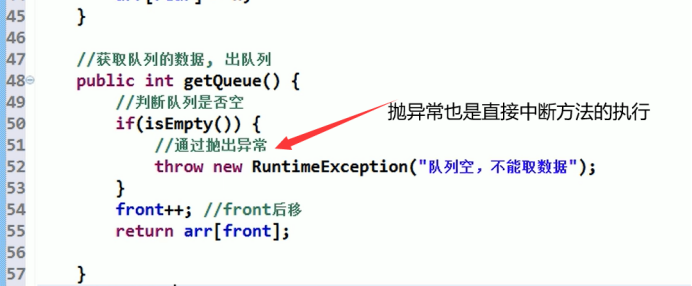 45 }
46
47 //获取队列的数据, 出队列
48 public int getQueue() {
49 //判断队列是否空
50 if(isEmpty()) {
抛异常也是直接中断方法的执行
51 //通过抛出异常
52 throw new RuntimeException("队列空，不能取数据");
53 }
54 front++; //front后移
55 return arr[front];
56
57 }